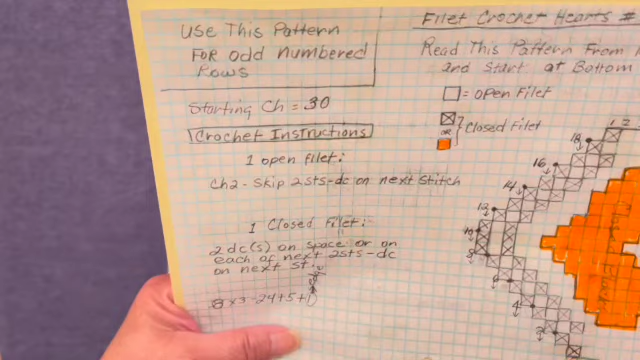 Use This Pattern
For odd numbered
Rows
Starting Ch = 30
Crochet Instructions
1 open filet:
Ch2 - Skip 2sts - dc on next Stitch
1 Closed Filet:
2 dc(s) on space or on
each of next 2sts - dc
on next st.
8 x 3 = 24 + 5 + 1
Filet Crochet Hearts #
Read This Pattern From
and Start at Bottom
= open Filet
or
Closed Filet
1 2
18
16
14
12
10
8
6
4
2